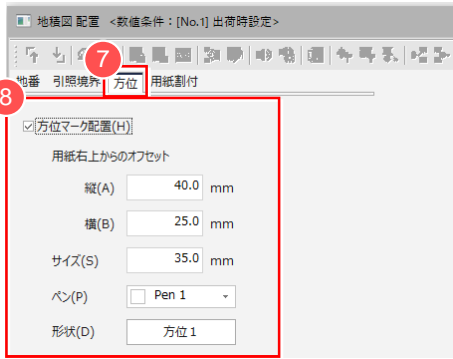 地積図 配置 <数値条件：[No.1] 出荷時設定>
7
地番 引照境界 方位 用紙割付
8
方位マーク配置(H)
用紙右上からのオフセット
縦(A) 40.0 mm
横(B) 25.0 mm
サイズ(S) 35.0 mm
ペン(P) Pen 1
形状(D) 方位1